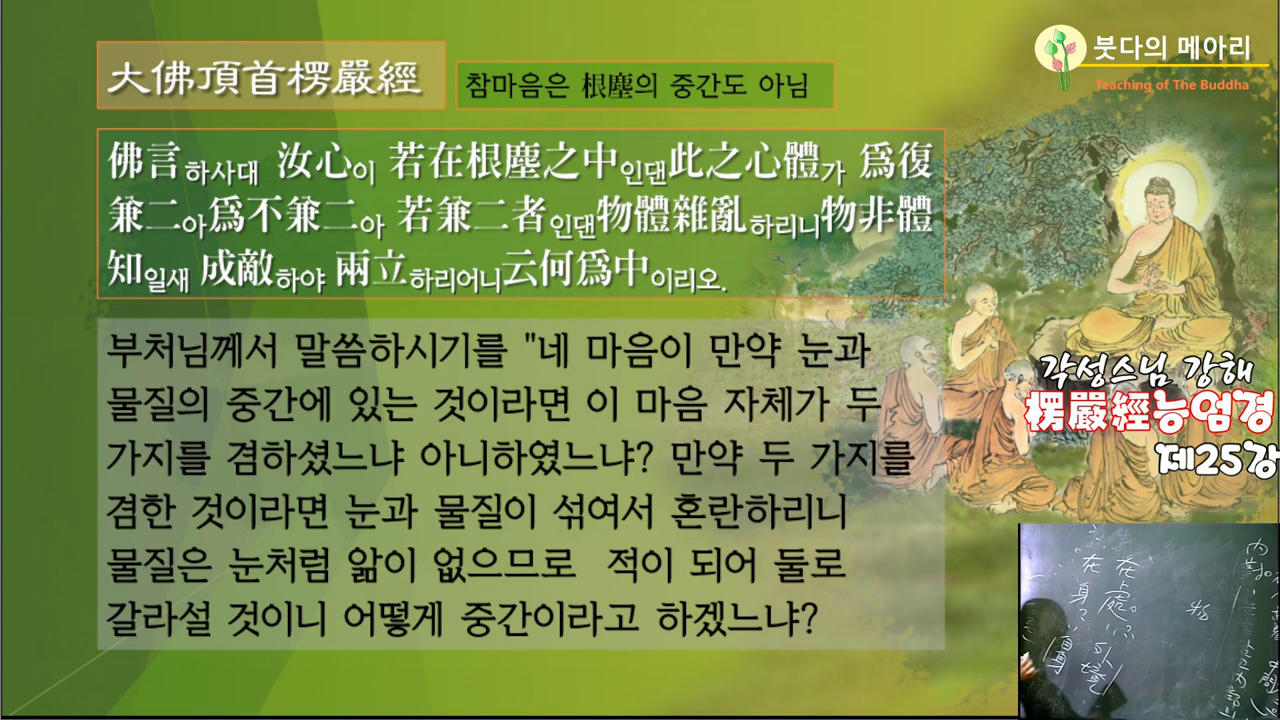 大佛頂首楞嚴經
참마음은 根塵의 중간도 아님
佛言하사대 汝心이 若在根塵之中인댄此之心體가 爲復
兼二아爲不兼二아 若兼二者인댄物體雜亂하리니物非體
知일새 成敵하야 兩立하리어니云何爲中이리오.
부처님께서 말씀하시기를 "네 마음이 만약 눈과
물질의 중간에 있는 것이라면 이 마음 자체가 두
가지를 겸하셨느냐 아니하였느냐? 만약 두 가지를
겸한 것이라면 눈과 물질이 섞여서 혼란하리니
물질은 눈처럼 앎이 없으므로 적이 되어 둘로
갈라설 것이니 어떻게 중간이라고 하겠느냐?
붓다의 메아리
Teaching of The Buddha
각성스님 강해
楞嚴經능엄경
제25강
在處
在身